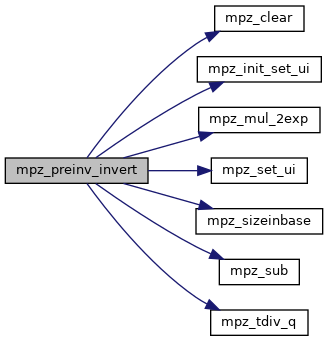 mpz_clear
mpz_init_set_ui
mpz_mul_2exp
mpz_preinv_invert
mpz_set_ui
mpz_sizeinbase
mpz_sub
mpz_tdiv_q